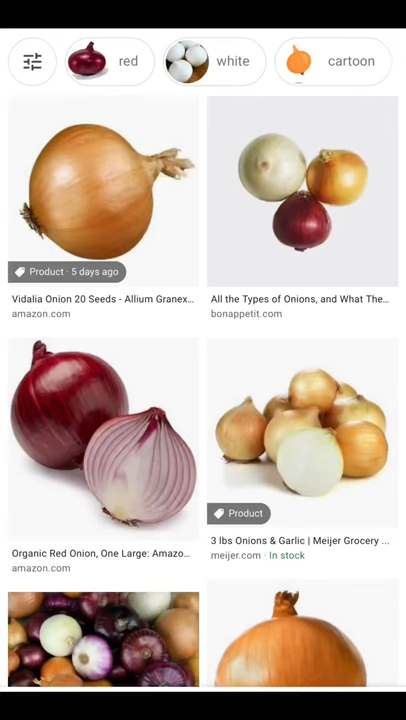 red
white
cartoon
Product · 5 days ago
Vidalia Onion 20 Seeds - Allium Granex...
amazon.com
All the Types of Onions, and What The...
bonappetit.com
Organic Red Onion, One Large: Amazo...
amazon.com
Product
3 lbs Onions & Garlic | Meijer Grocery ...
meijer.com · In stock